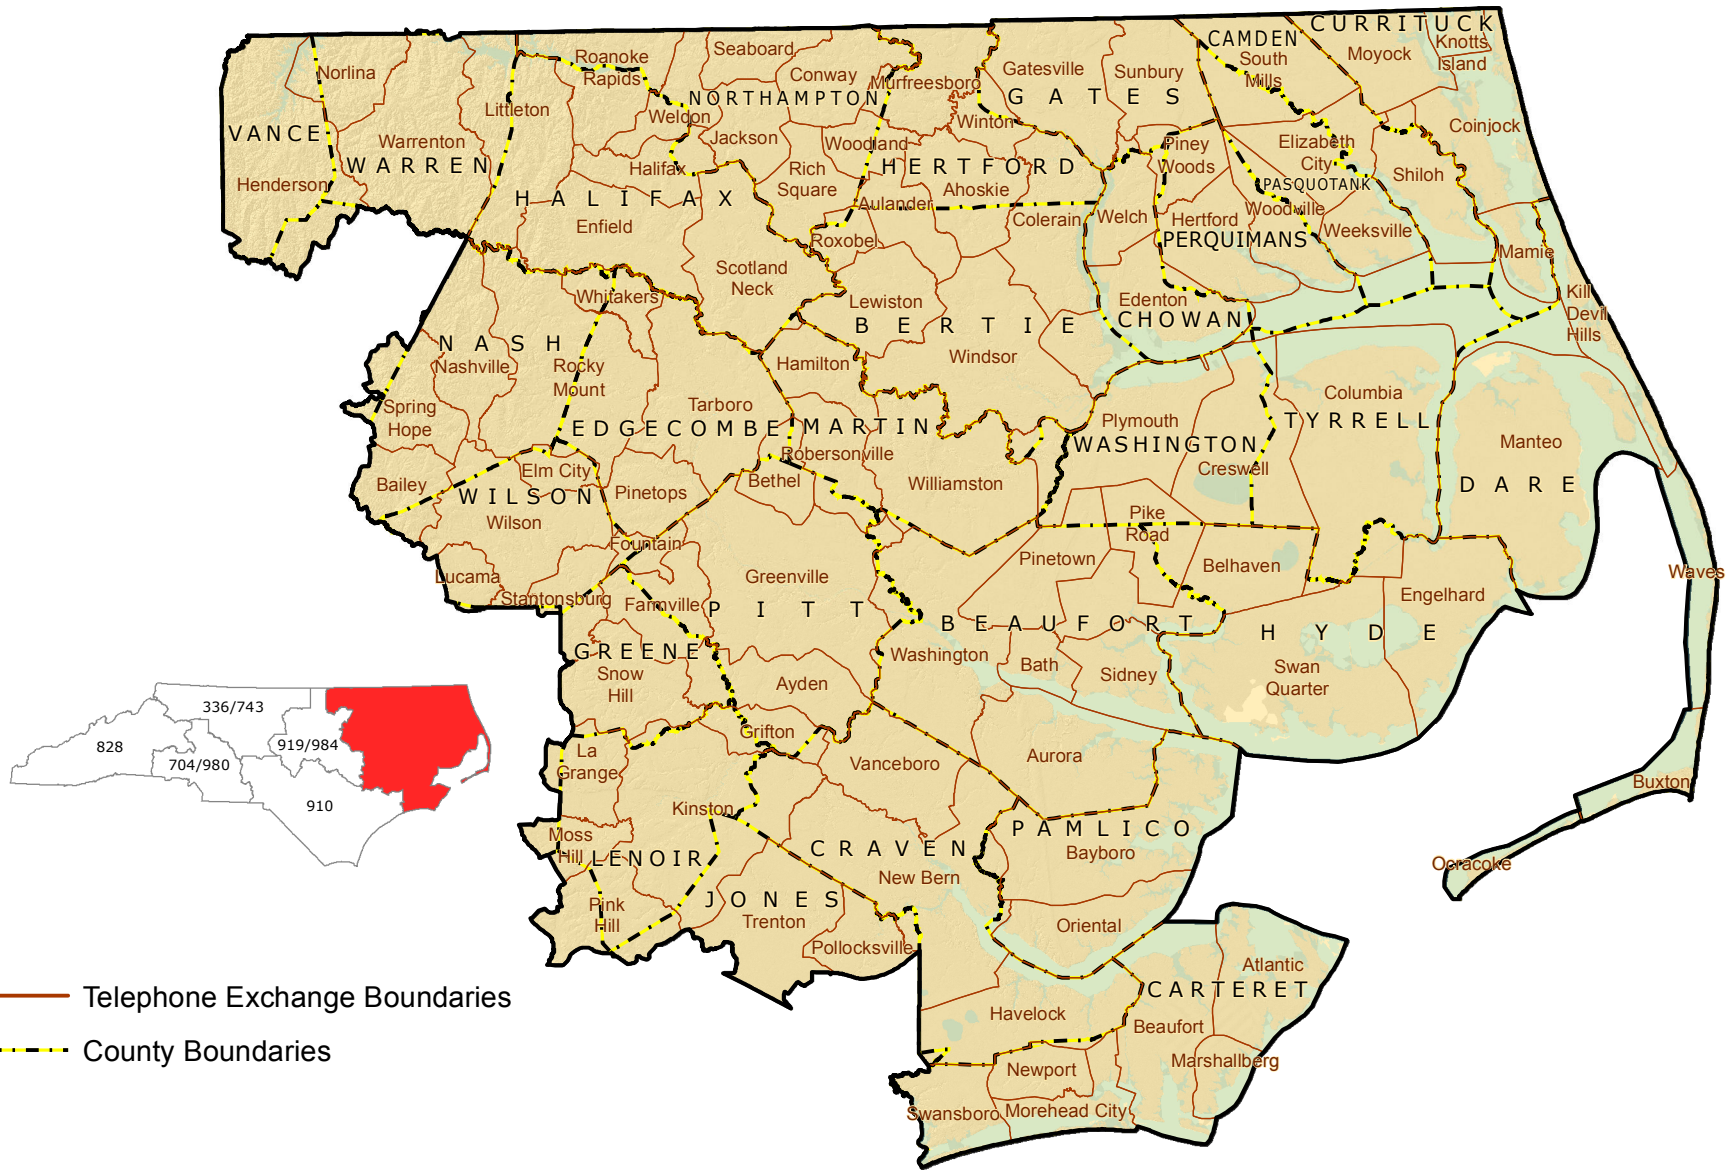 CURRITUCK
CAMDEN
Knotts
Island
Moyock
South
Mills
Roanoke
Rapids
Seaboard
Conway
Murfreesboro
Gatesville
Sunbury
GATES
Norlina
Littleton
NORTHAMPTON
Weldon
Winton
Coinjock
VANCE
Warrenton
WARREN
Jackson
Woodland
Piney
Woods
Elizabeth
City
Henderson
Halifax
Rich
Square
HERTFORD
Ahoskie
PASQUOTANK
Shiloh
HALIFAX
Enfield
Aulander
Colerain
Welch
Hertford
Woodville
Weeksville
PERQUIMANS
Roxobel
Mamie
Scotland
Neck
Whitakers
Lewiston
BERTIE
Edenton
CHOWAN
Kill
Devil
Hills
NASH
Nashville
Rocky
Mount
Hamilton
Windsor
Spring
Hope
Tarboro
EDGECOMBE
MARTIN
Robersonville
Plymouth
WASHINGTON
Creswell
Columbia
TYRRELL
Manteo
DARE
Bailey
Elm City
WILSON
Wilson
Pinetops
Bethel
Williamston
Pike
Road
Fountain
Pinetown
Belhaven
Lucama
Stantonsburg
Farmville
Greenville
PITT
Engelhard
Waves
BEAUFORT
HYDE
GREENE
Snow
Hill
Ayden
Washington
Bath
Sidney
Swan
Quarter
Grifton
La
Grange
Vanceboro
Aurora
Buxton
336/743
828
704/980
919/984
910
Kinston
Moss
Hill
LENOIR
CRAVEN
New Bern
PAMLICO
Bayboro
Ocracoke
Pink
Hill
JONES
Trenton
Pollocksville
Oriental
Atlantic
CARTERET
Havelock
Beaufort
Newport
Marshallberg
Swansboro
Morehead City
Telephone Exchange Boundaries
County Boundaries